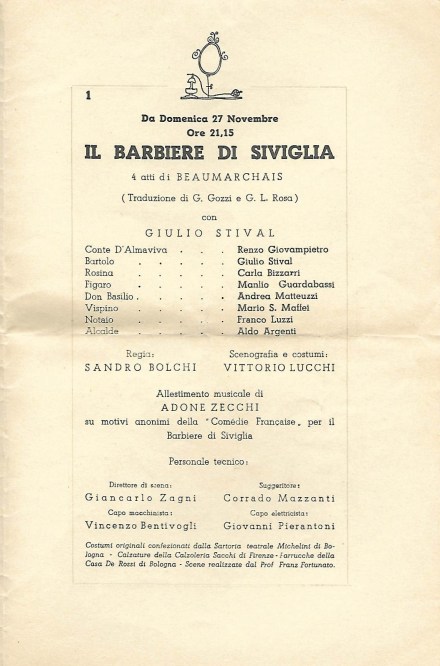 1
Da Domenica 27 Novembre
Ore 21,15
IL BARBIERE DI SIVIGLIA
4 atti di BEAUMARCHAIS
(Traduzione di G. Gozzi e G. L. Rosa)
con
GIULIO STIVAL
Conte D'Almaviva . . . Renzo Giovampietro
Bartolo . . . . . Giulio Stival
Rosina . . . . . Carla Bizzarri
Figaro . . . . . Manlio Guardabassi
Don Basilio . . . . . Andrea Matteuzzi
Vispino . . . . . Mario S. Maffei
Notaio . . . . . Franco Luzzi
Alcalde . . . . . Aldo Argenti
Regia: Scenografia e costumi:
SANDRO BOLCHI VITTORIO LUCCHI
Allestimento musicale di
ADONE ZECCHI
su motivi anonimi della "Comédie Française„ per il
Barbiere di Siviglia
Personale tecnico:
Direttore di scena: Suggeritore:
Giancarlo Zagni Corrado Mazzanti
Capo macchinista: Capo elettricista:
Vincenzo Bentivogli Giovanni Pierantoni
Costumi originali confezionati dalla Sartoria teatrale Michelini di Bo-
logna - Calzature della Calzoleria Sacchi di Firenze - Parrucche della
Casa De Rossi di Bologna - Scene realizzate dal Prof Franz Fortunato.